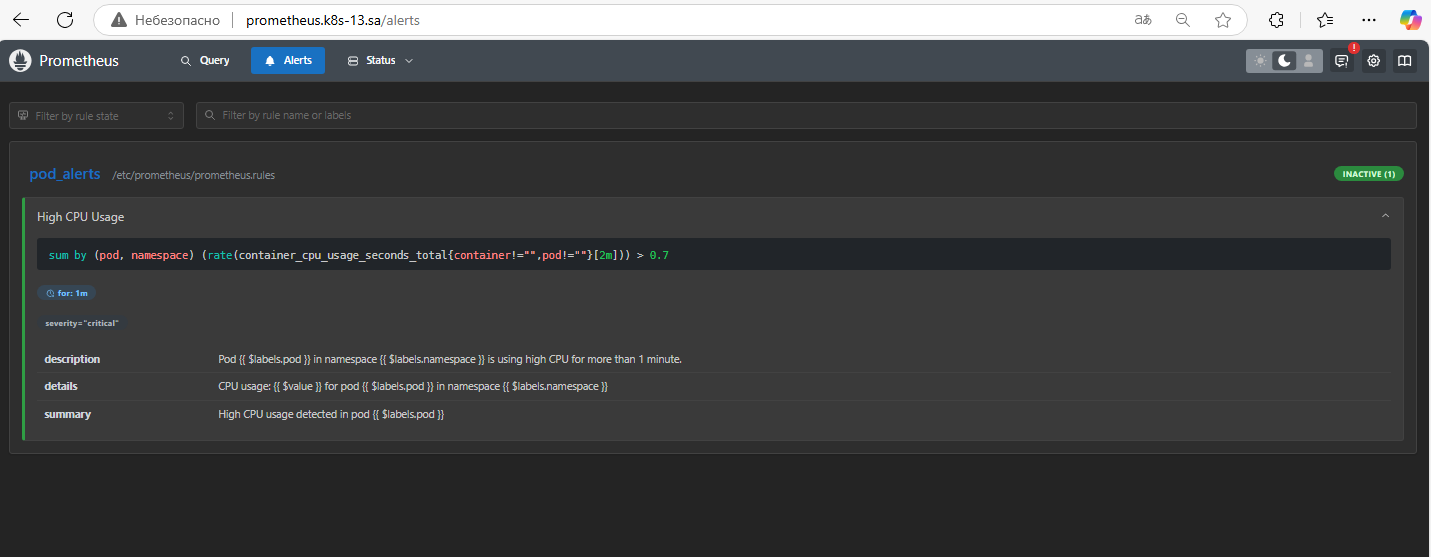 Небезопасно prometheus.k8s-13.sa/alerts
Prometheus Query Alerts Status
Filter by rule state Filter by rule name or labels
pod_alerts /etc/prometheus/prometheus.rules INACTIVE (1)
High CPU Usage
sum by (pod, namespace) (rate(container_cpu_usage_seconds_total{container!="",pod!=""}[2m])) > 0.7
for: 1m
severity="critical"
description Pod {{ $labels.pod }} in namespace {{ $labels.namespace }} is using high CPU for more than 1 minute.
details CPU usage: {{ $value }} for pod {{ $labels.pod }} in namespace {{ $labels.namespace }}
summary High CPU usage detected in pod {{ $labels.pod }}